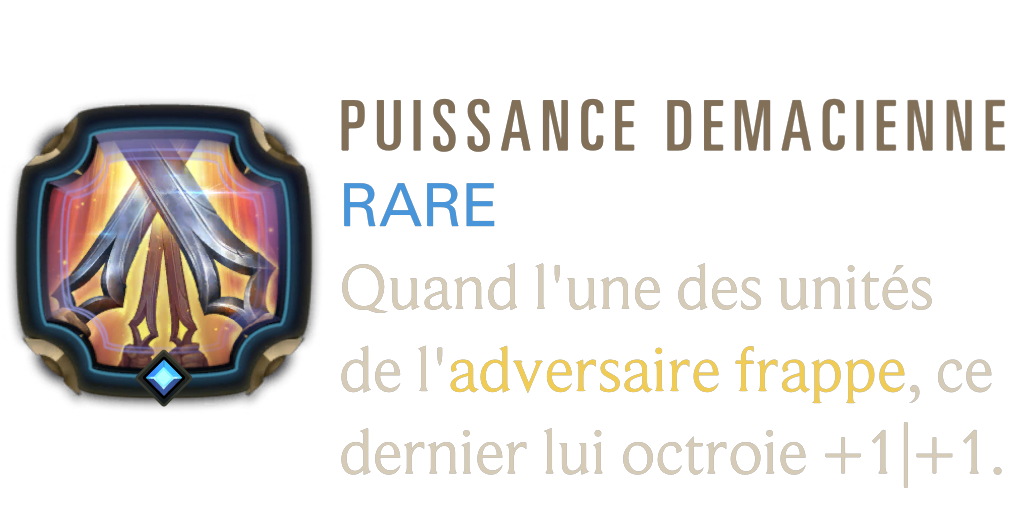 PUISSANCE DEMACIENNE
RARE
Quand l'une des unités
de l'adversaire frappe, ce
dernier lui octroie +1|+1.